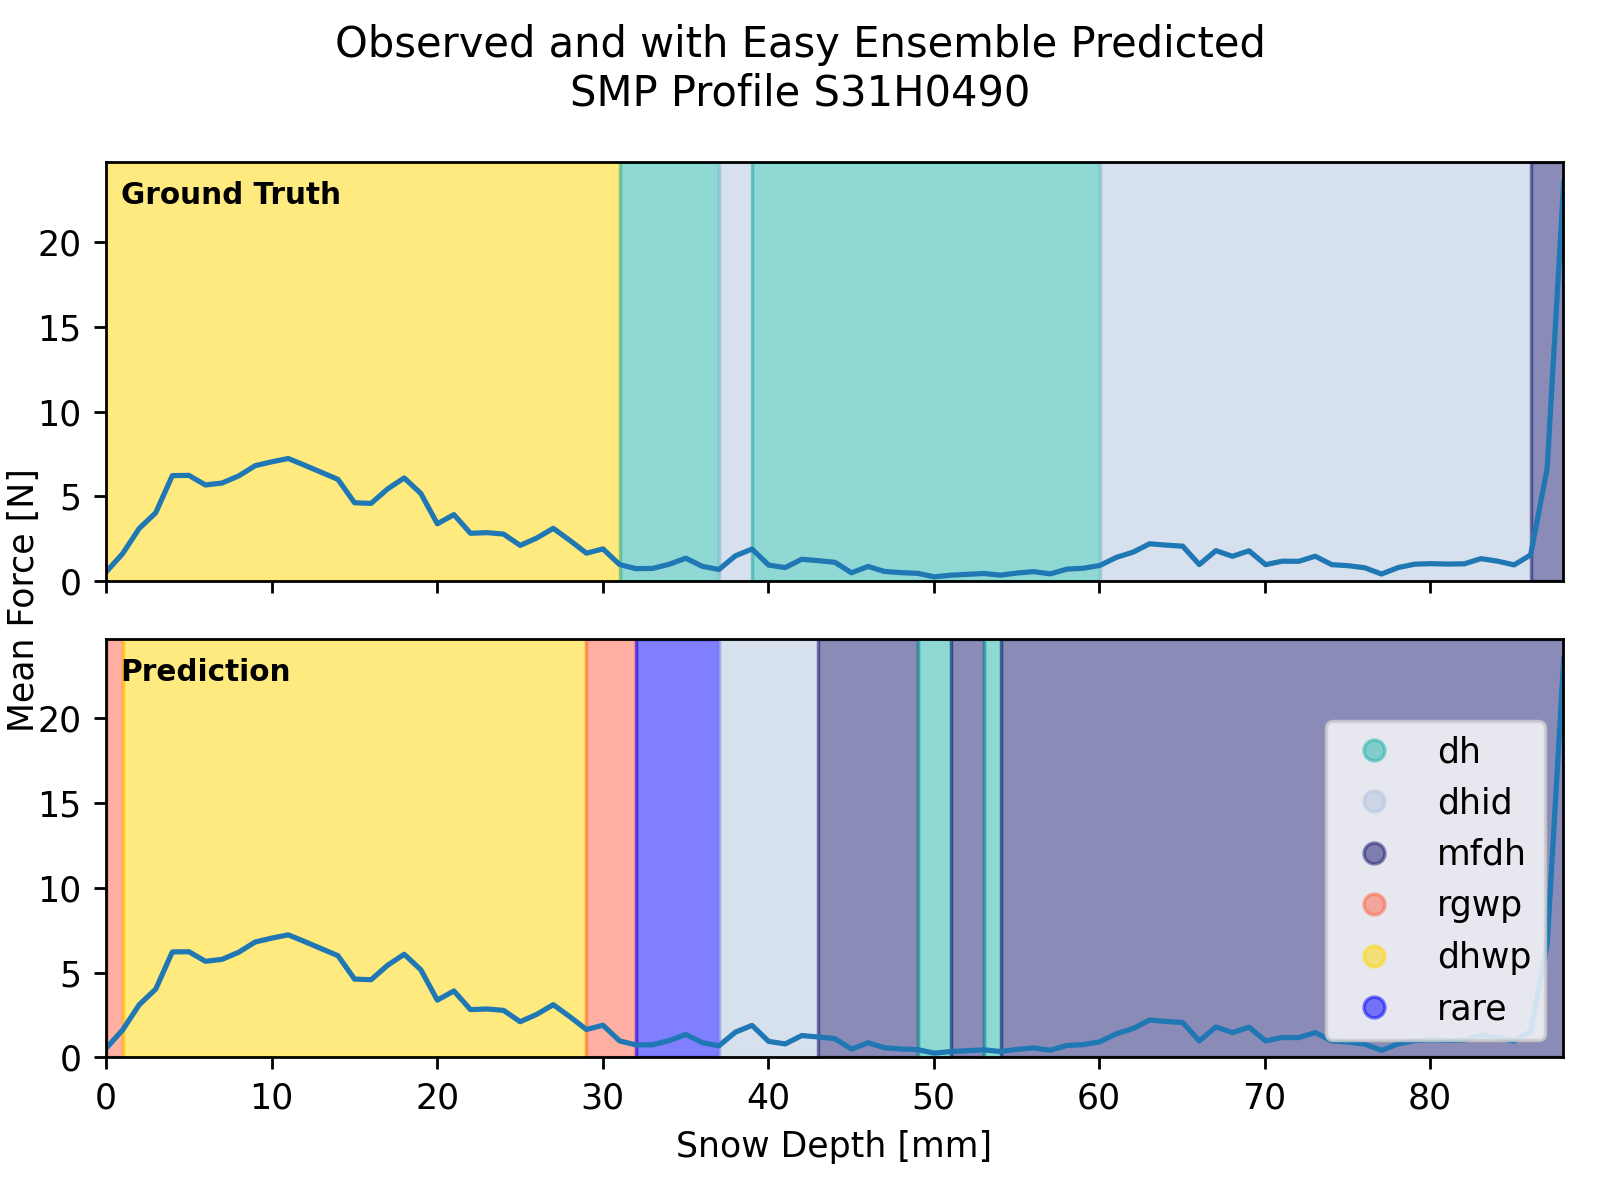 Observed and with Easy Ensemble Predicted
SMP Profile S31H0490
Ground Truth
20
15
10
5
0
Mean Force [N]
Prediction
20
15
10
5
0
dh
dhid
mfdh
rgwp
dhwp
rare
0 10 20 30 40 50 60 70 80
Snow Depth [mm]